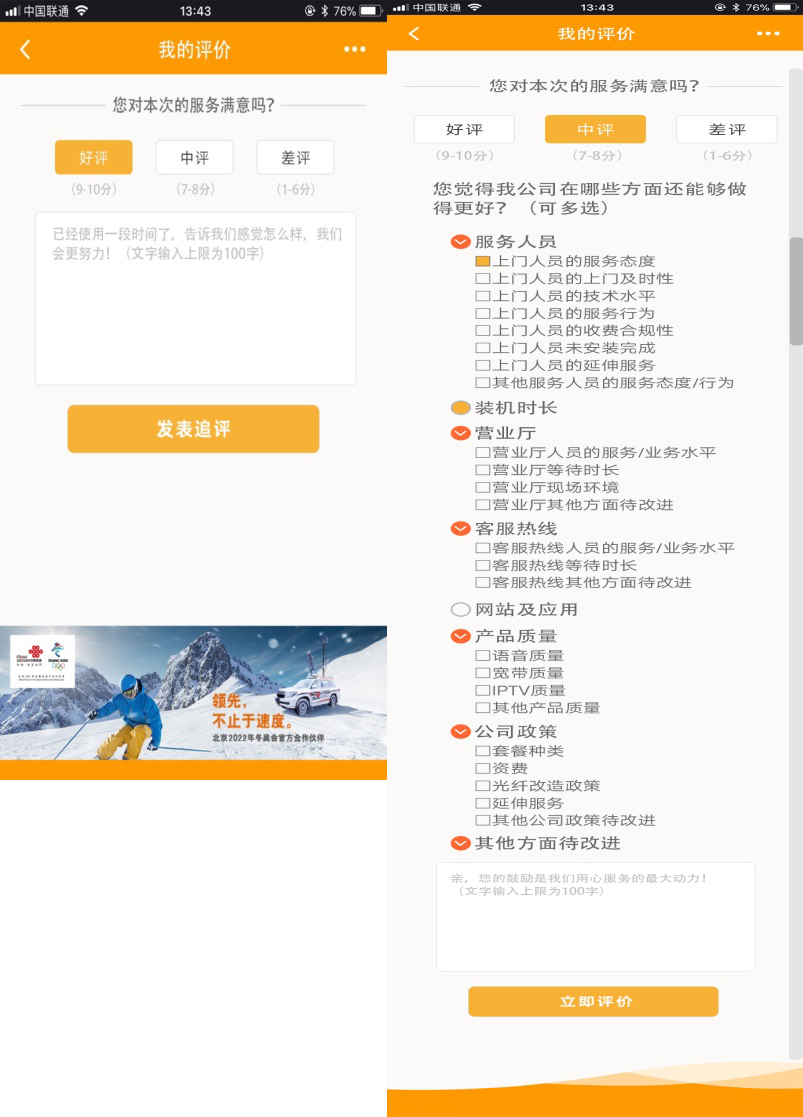 中国联通
13:43
76%
我的评价
您对本次的服务满意吗?
好评
中评
差评
(9-10分)
(7-8分)
(1-6分)
已经使用一段时间了, 告诉我们感觉怎么样, 我们
会更努力! (文字输入上限为100字)
发表追评
China
unicom中国联通
BEIJING 2022
领先,
不止于速度。
北京2022年冬奥会官方合作伙伴
中国联通
13:43
76%
我的评价
您对本次的服务满意吗?
好评
中评
差评
(9-10分)
(7-8分)
(1-6分)
您觉得我公司在哪些方面还能够做
得更好? (可多选)
服务人员
上门人员的服务态度
上门人员的上门及时性
上门人员的技术水平
上门人员的服务行为
上门人员的收费合规性
上门人员未安装完成
上门人员的延伸服务
其他服务人员的服务态度/行为
装机时长
营业厅
营业厅人员的服务/业务水平
营业厅等待时长
营业厅现场环境
营业厅其他方面待改进
客服热线
客服热线人员的服务/业务水平
客服热线等待时长
客服热线其他方面待改进
网站及应用
产品质量
语音质量
宽带质量
IPTV质量
其他产品质量
公司政策
套餐种类
资费
光纤改造政策
延伸服务
其他公司政策待改进
其他方面待改进
亲, 您的鼓励是我们用心服务的最大动力!
(文字输入上限为100字)
立即评价